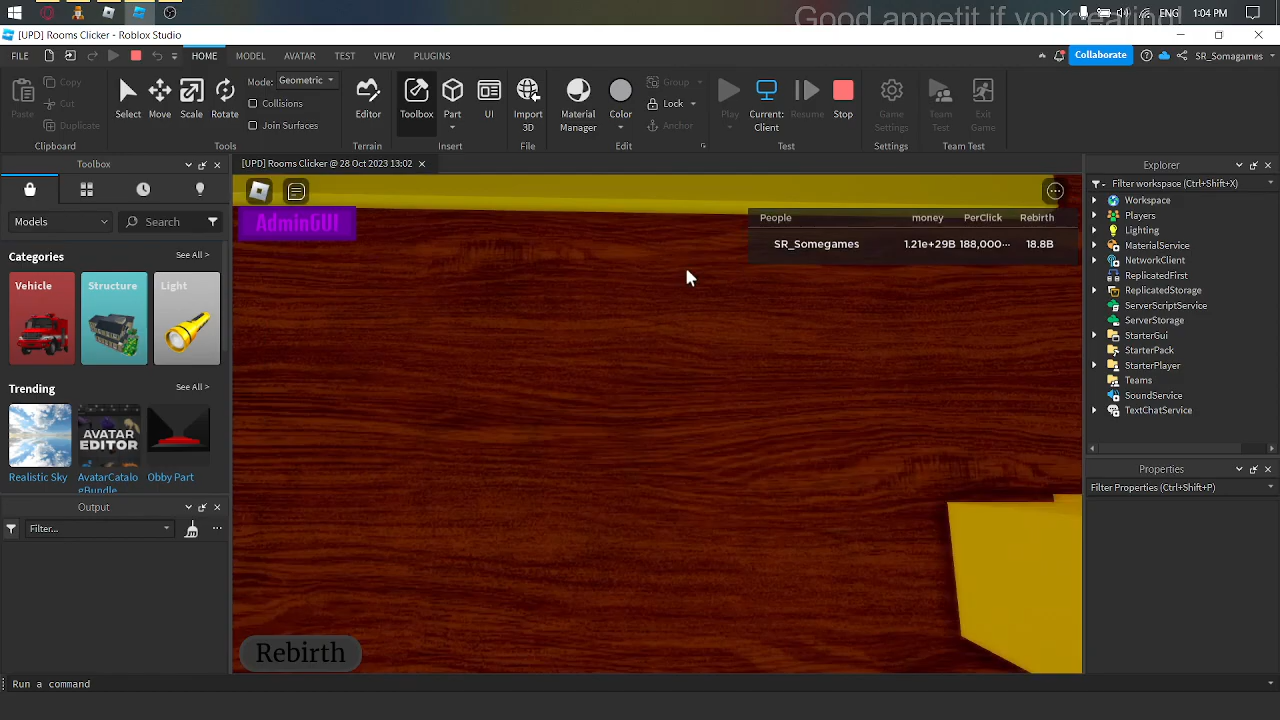 Good appetit if your eating!
ENG 1:04 PM
[UPD] Rooms Clicker - Roblox Studio
FILE HOME MODEL AVATAR TEST VIEW PLUGINS Collaborate SR_Somagames
Paste Copy Cut Duplicate
Clipboard
Select Move Scale Rotate
Mode: Geometric
Collisions
Join Surfaces
Tools
Editor
Terrain
Toolbox Part UI
Insert
Import 3D
File
Material Manager Color
Group
Lock
Anchor
Edit
Play Current: Client Resume Stop
Test
Game Settings
Settings
Team Test Exit Game
Team Test
Toolbox
Models Search
Categories See All >
Vehicle Structure Light
Trending See All >
AVATAR EDITOR
Realistic Sky AvatarCatalogBundle Obby Part
Output
Filter...
[UPD] Rooms Clicker @ 28 Oct 2023 13:02
AdminGUI
People money PerClick Rebirth
SR_Somegames 1.21e+29B 188,000··· 18.8B
Rebirth
Explorer
Filter workspace (Ctrl+Shift+X)
Workspace
Players
Lighting
MaterialService
NetworkClient
ReplicatedFirst
ReplicatedStorage
ServerScriptService
ServerStorage
StarterGui
StarterPack
StarterPlayer
Teams
SoundService
TextChatService
Properties
Filter Properties (Ctrl+Shift+P)
Run a command